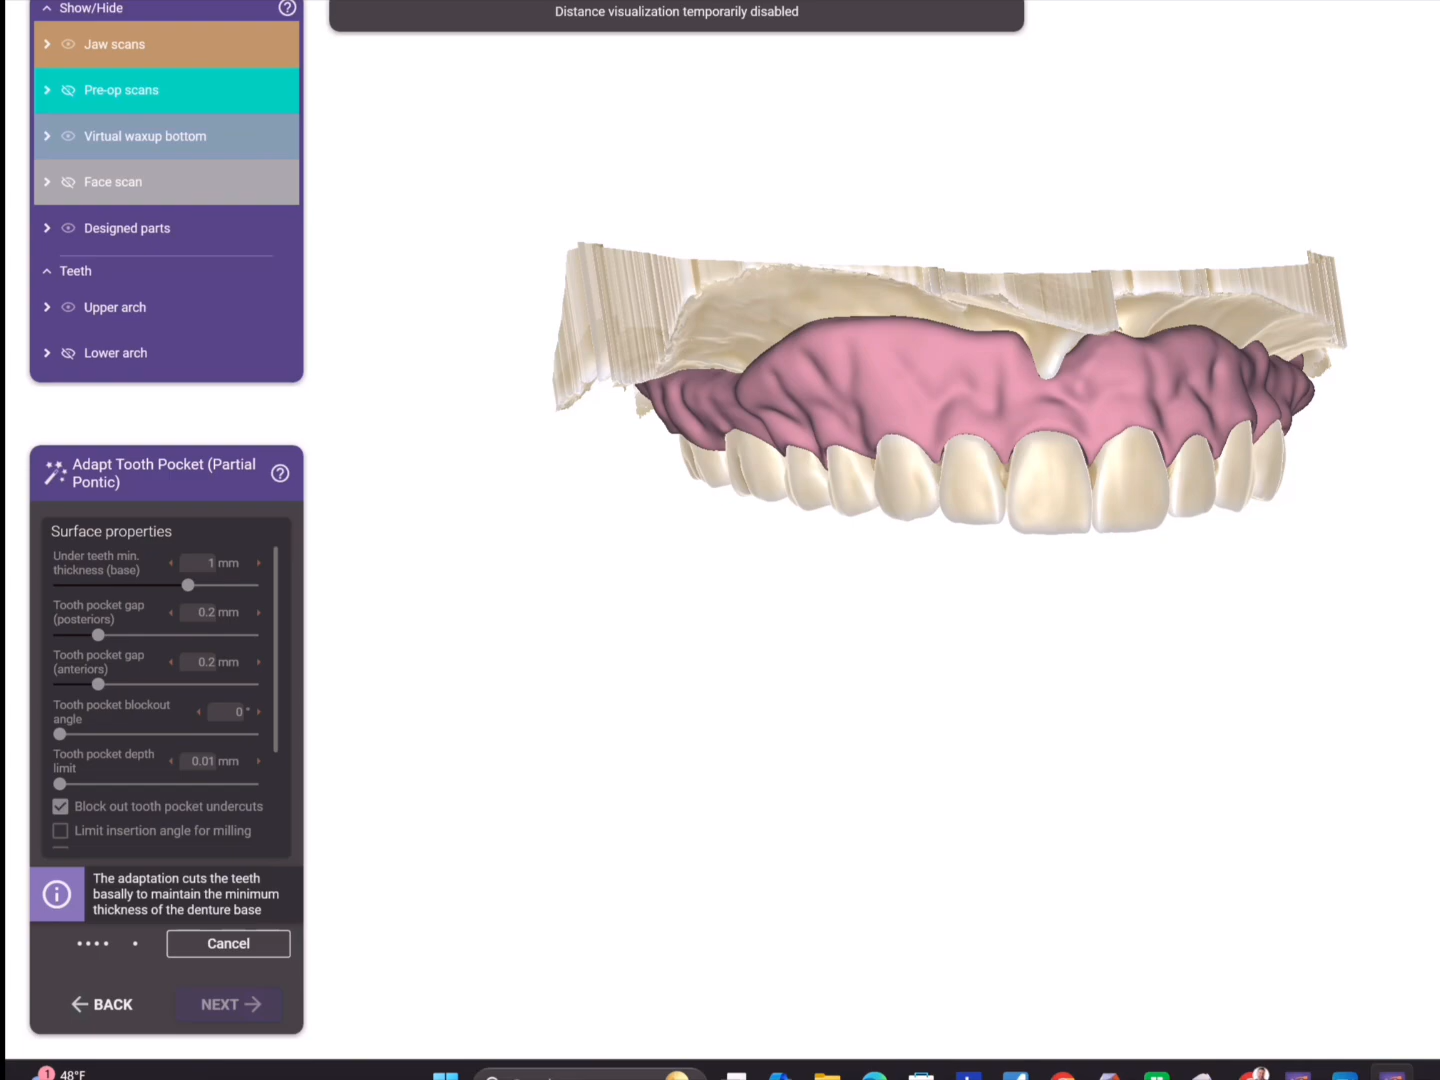 Show/Hide
Distance visualization temporarily disabled
Jaw scans
Pre-op scans
Virtual waxup bottom
Face scan
Designed parts
Teeth
Upper arch
Lower arch
Adapt Tooth Pocket (Partial
Pontic)
Surface properties
Under teeth min.
thickness (base)
1 mm
Tooth pocket gap
(posteriors)
0.2 mm
Tooth pocket gap
(anteriors)
0.2 mm
Tooth pocket blockout
angle
0 °
Tooth pocket depth
limit
0.01 mm
Block out tooth pocket undercuts
Limit insertion angle for milling
The adaptation cuts the teeth
basally to maintain the minimum
thickness of the denture base
Cancel
BACK
NEXT
1
48°F